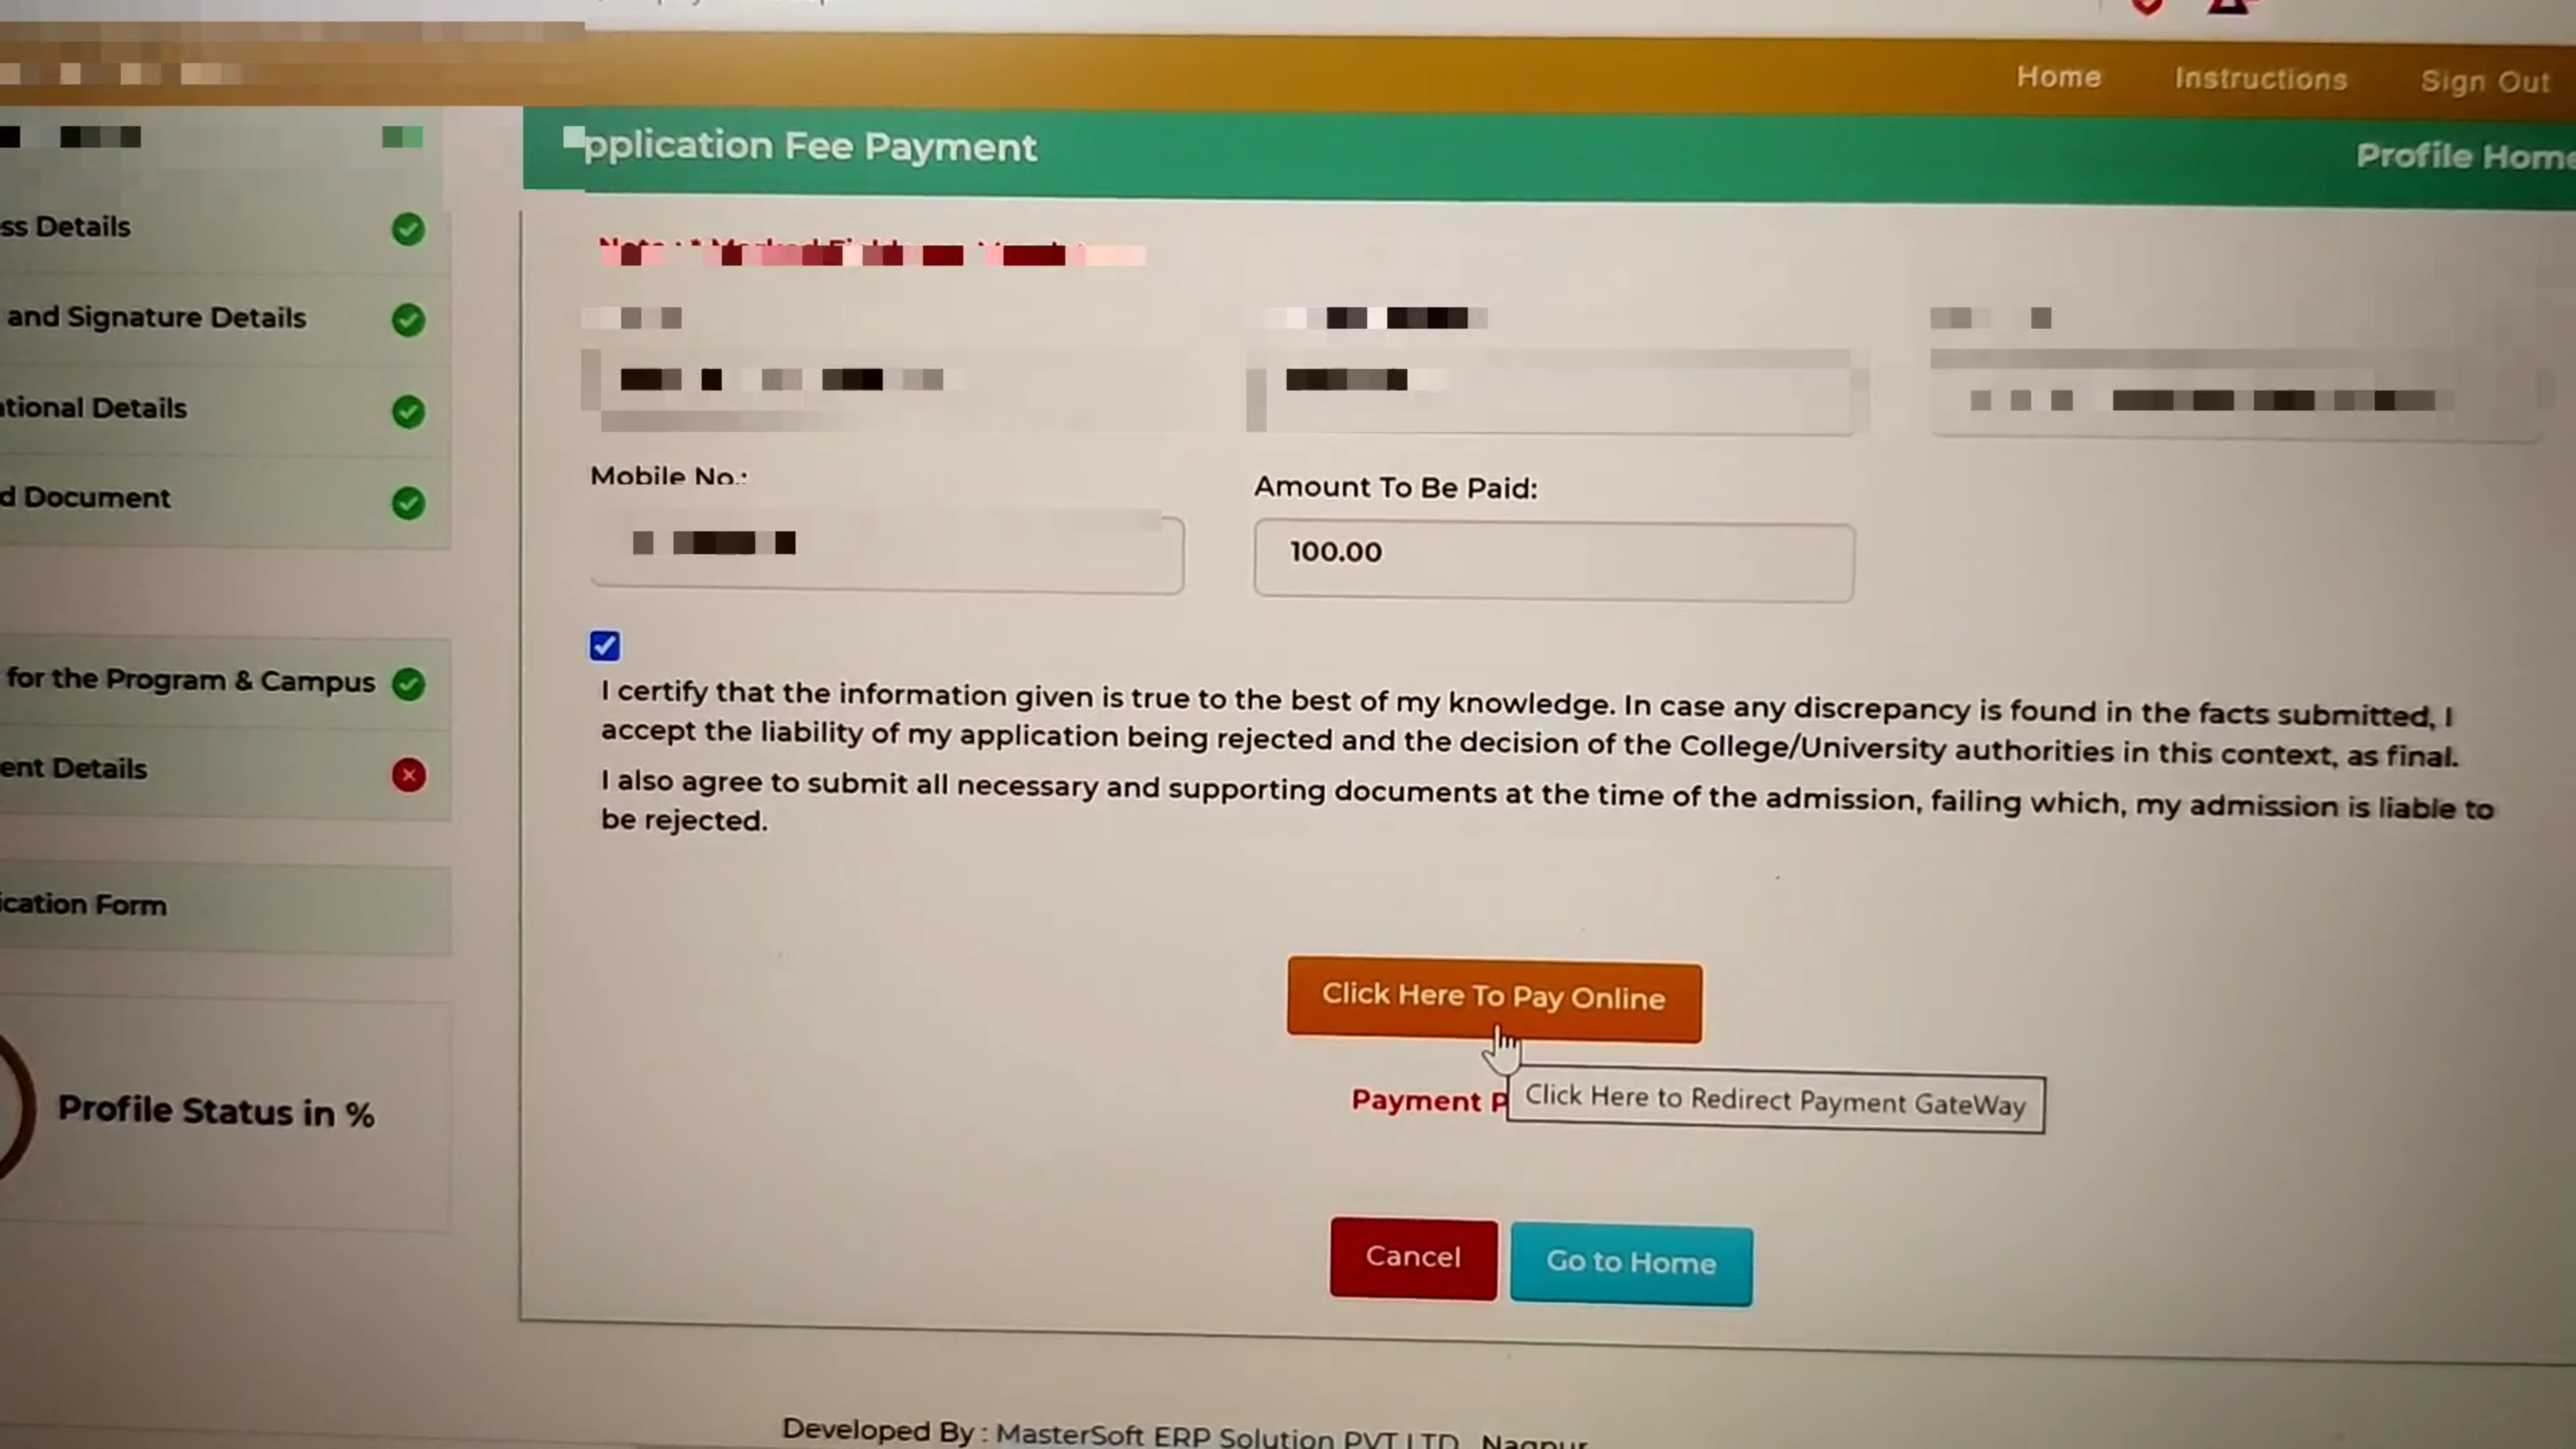 Home Instructions Sign Out
pplication Fee Payment
Profile Home
ss Details
and Signature Details
ational Details
d Document
Mobile No.:
Amount To Be Paid:
100.00
for the Program & Campus
ent Details
I certify that the information given is true to the best of my knowledge. In case any discrepancy is found in the facts submitted, I
accept the liability of my application being rejected and the decision of the College/University authorities in this context, as final.
I also agree to submit all necessary and supporting documents at the time of the admission, failing which, my admission is liable to
be rejected.
ication Form
Click Here To Pay Online
Payment P
Click Here to Redirect Payment GateWay
Profile Status in %
Cancel
Go to Home
Developed By : MasterSoft ERP Solution PVT LTD., Nagpur